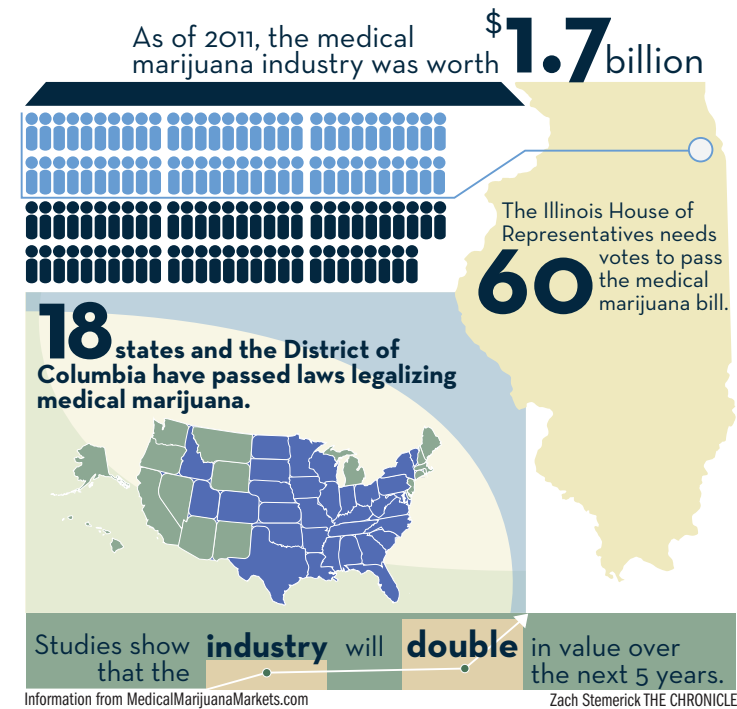 As of 2011, the medical
marijuana industry was worth $1.7 billion
The Illinois House of
Representatives needs
60 votes to pass
the medical
marijuana bill.
18 states and the District of
Columbia have passed laws legalizing
medical marijuana.
Studies show industry will double in value over
that the the next 5 years.
Information from MedicalMarijuanaMarkets.com
Zach Stemerick THE CHRONICLE